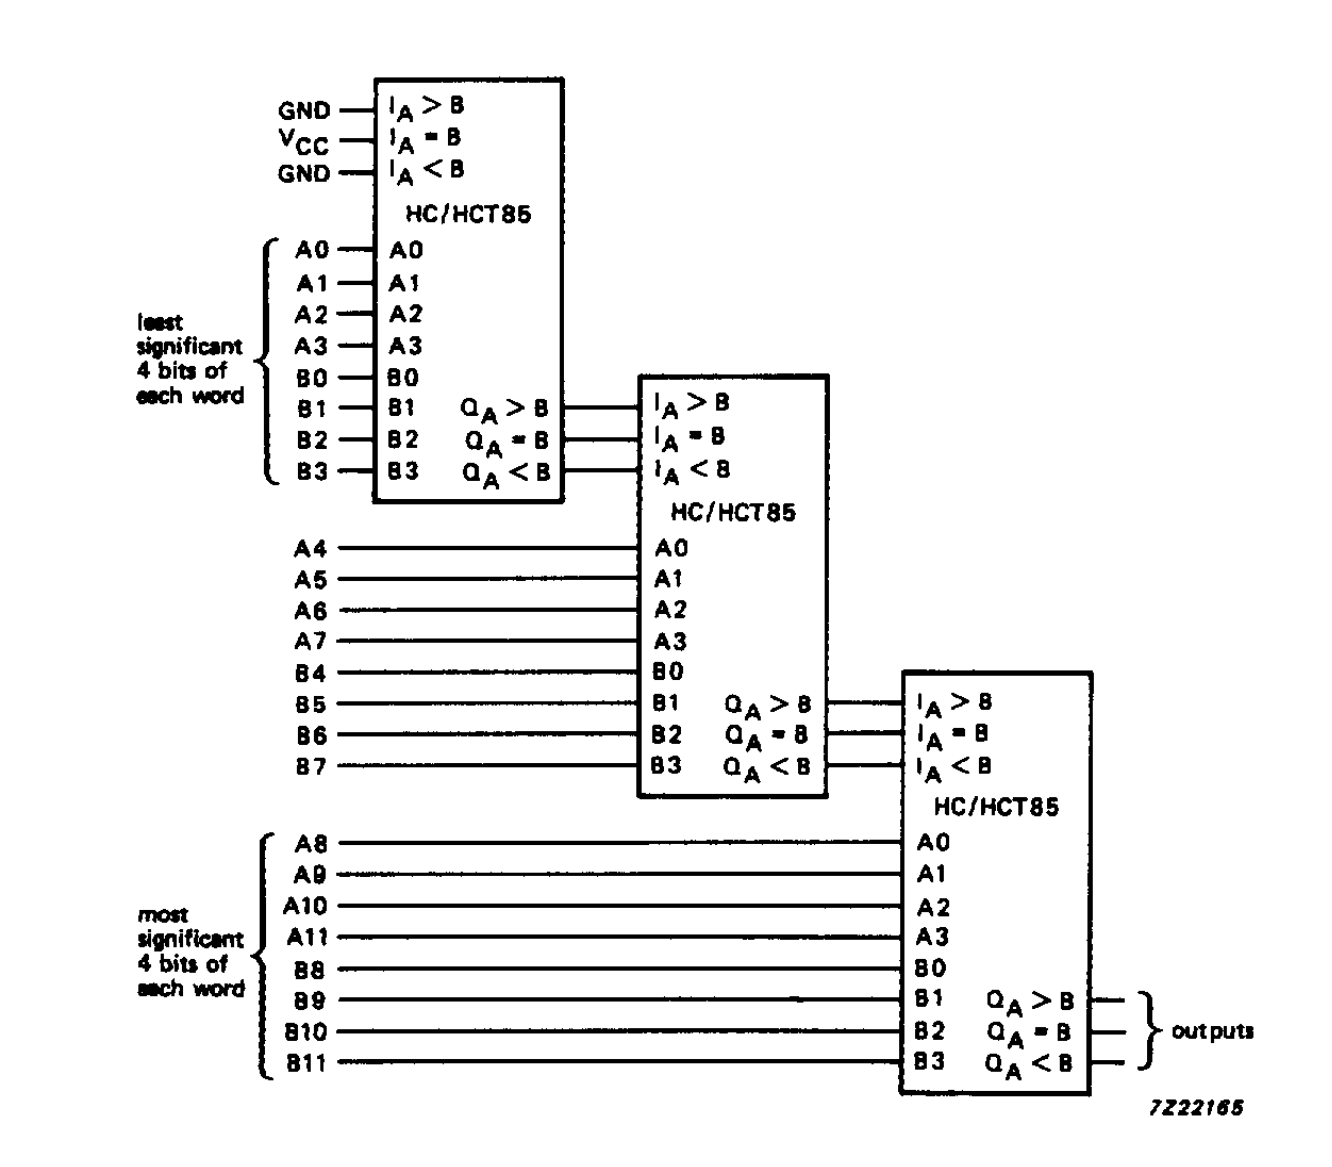 GND
VCC
GND
IA > B
IA = B
IA < B
HC/HCT85
A0
A1
A2
A3
B0
B1
B2
B3
A0
A1
A2
A3
B0
B1
B2
B3
QA > B
QA = B
QA < B
least
significant
4 bits of
each word
IA > B
IA = B
IA < B
HC/HCT85
A4
A5
A6
A7
B4
B5
B6
B7
A0
A1
A2
A3
B0
B1
B2
B3
QA > B
QA = B
QA < B
IA > B
IA = B
IA < B
HC/HCT85
most
significant
4 bits of
each word
A8
A9
A10
A11
B8
B9
B10
B11
A0
A1
A2
A3
B0
B1
B2
B3
QA > B
QA = B
QA < B
outputs
7Z22165